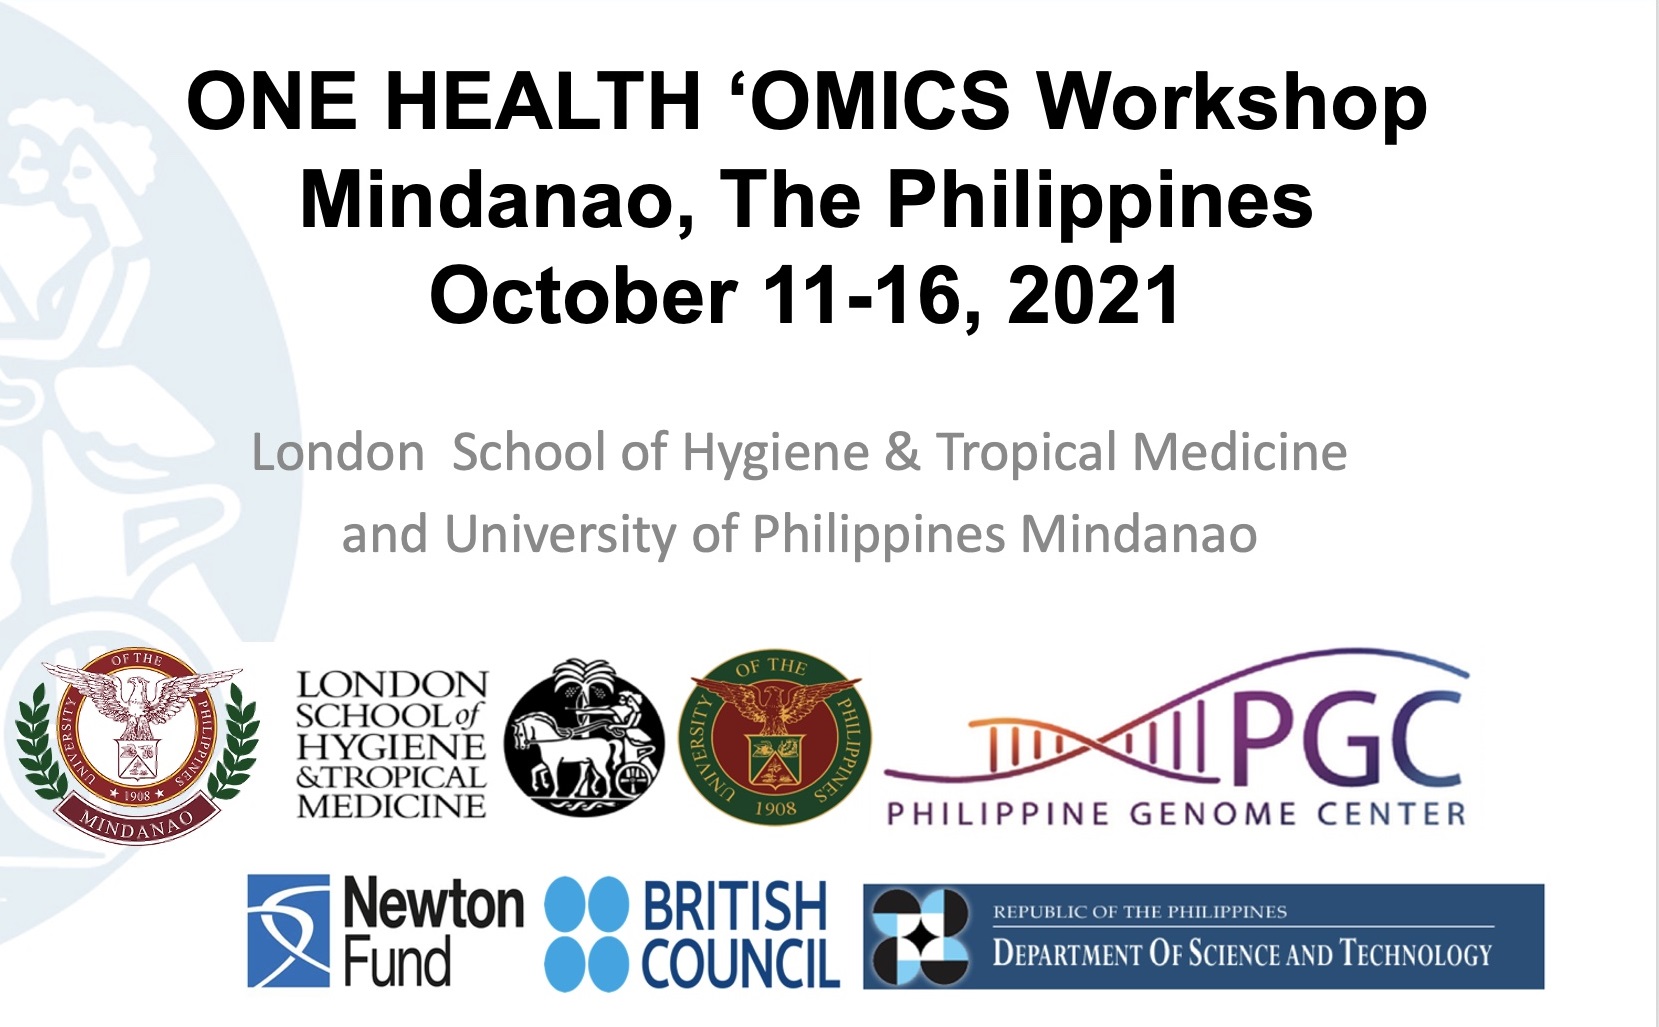 ONE HEALTH ‘OMICS Workshop
Mindanao, The Philippines
October 11-16, 2021
London School of Hygiene & Tropical Medicine
and University of Philippines Mindanao
UNIVERSITY OF THE PHILIPPINES
1908
MINDANAO
LONDON
SCHOOL of
HYGIENE
&TROPICAL
MEDICINE
UNIVERSITY OF THE PHILIPPINES
1908
PGC
PHILIPPINE GENOME CENTER
Newton
Fund
BRITISH
COUNCIL
REPUBLIC OF THE PHILIPPINES
DEPARTMENT OF SCIENCE AND TECHNOLOGY